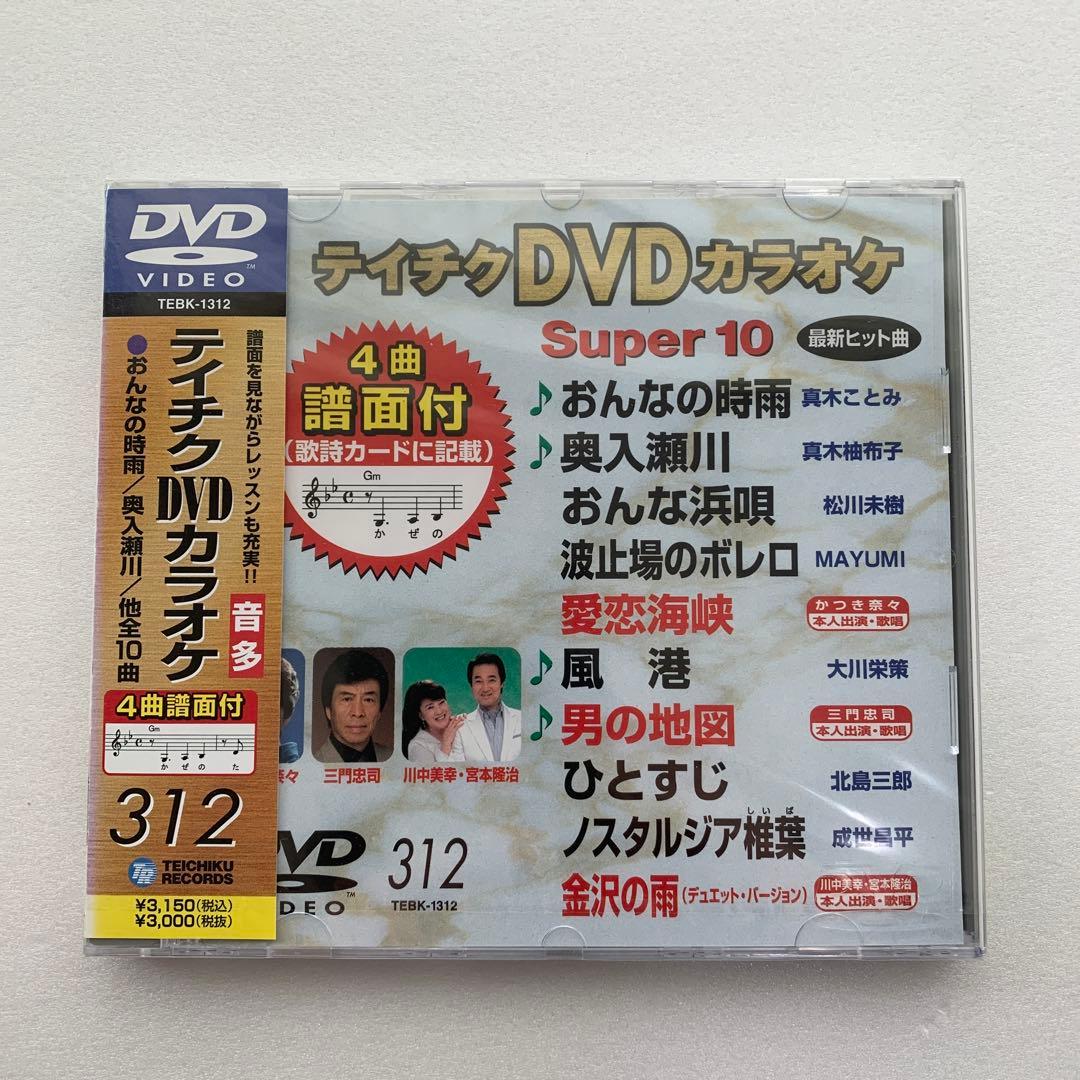 DVD
VIDEO
TEBK-1312
譜面を見ながらレッスンも充実!!
テイチクDVDカラオケ
音多
●おんなの時雨/奥入瀬川/他全10曲
4曲譜面付
Gm
かぜの た
312
TR
TEICHIKU
RECORDS
¥3,150(税込)
¥3,000(税抜)
テイチクDVDカラオケ
Super 10
最新ヒット曲
4曲
譜面付
(歌詩カードに記載)
Gm
かぜの
♪おんなの時雨 真木ことみ
♪奥入瀬川 真木柚布子
おんな浜唄 松川未樹
波止場のボレロ MAYUMI
愛恋海峡 かつき奈々 本人出演・歌唱
♪風 港 大川栄策
♪男の地図 三門忠司 本人出演・歌唱
ひとすじ 北島三郎
ノスタルジア椎葉 しいば 成世昌平
金沢の雨(デュエット・バージョン) 川中美幸・宮本隆治 本人出演・歌唱
奈々 三門忠司 川中美幸・宮本隆治
312
TEBK-1312